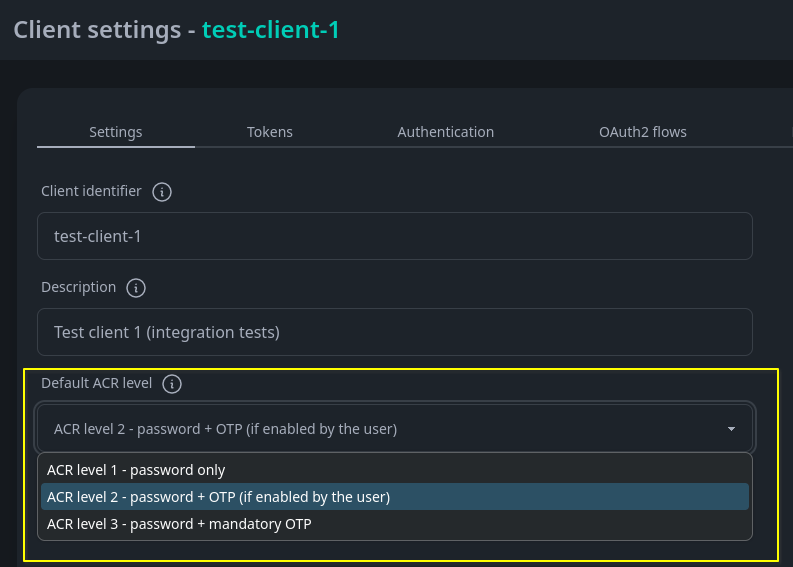 Client settings - test-client-1
Settings Tokens Authentication OAuth2 flows
Client identifier
test-client-1
Description
Test client 1 (integration tests)
Default ACR level
ACR level 2 - password + OTP (if enabled by the user)
ACR level 1 - password only
ACR level 2 - password + OTP (if enabled by the user)
ACR level 3 - password + mandatory OTP